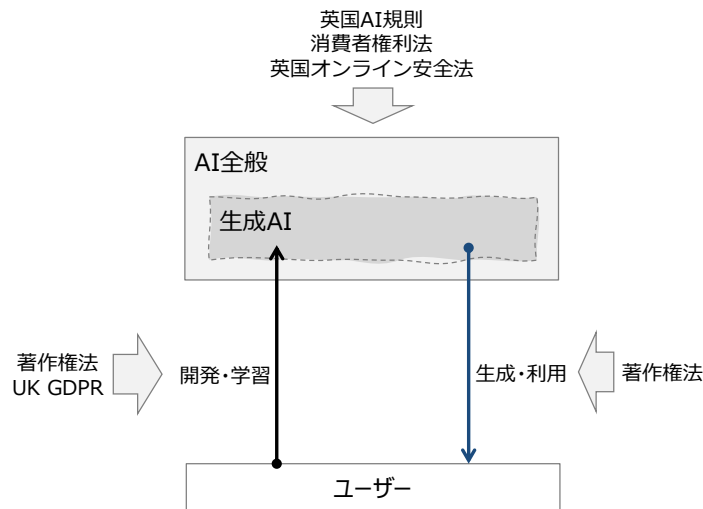 英国AI規則
消費者権利法
英国オンライン安全法
AI全般
生成AI
著作権法
UK GDPR
開発・学習
生成・利用
著作権法
ユーザー